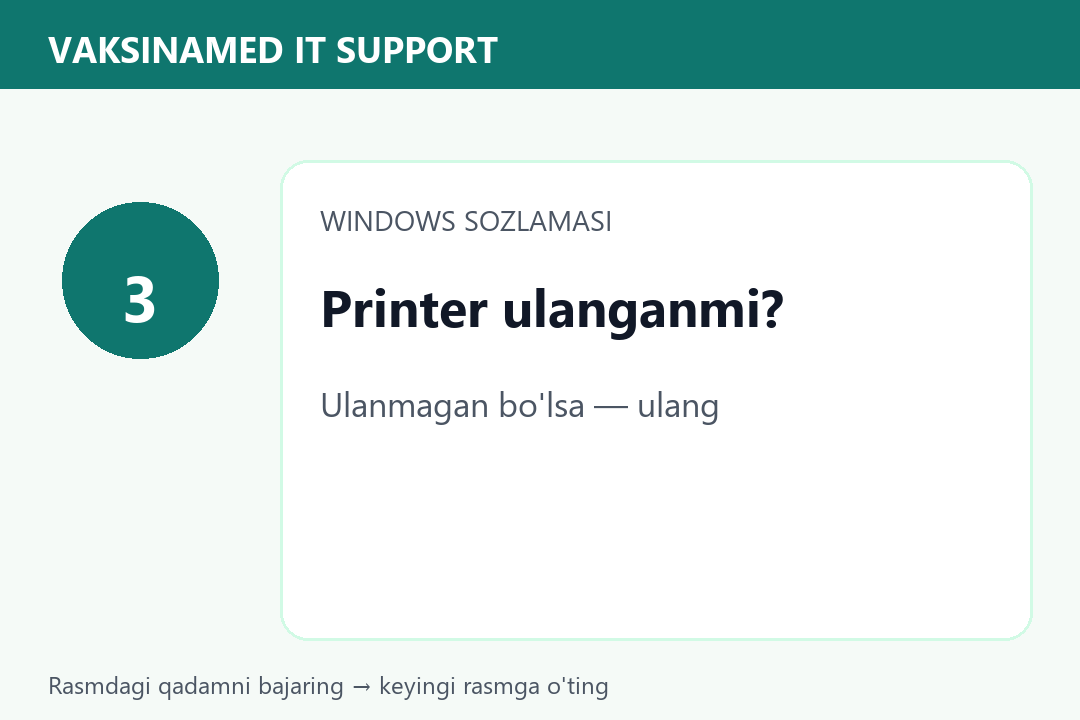 VAKSINAMED IT SUPPORT
3
WINDOWS SOZLAMASI
Printer ulanganmi?
Ulanmagan bo'lsa — ulang
Rasmdagi qadamni bajaring → keyingi rasmga o'ting